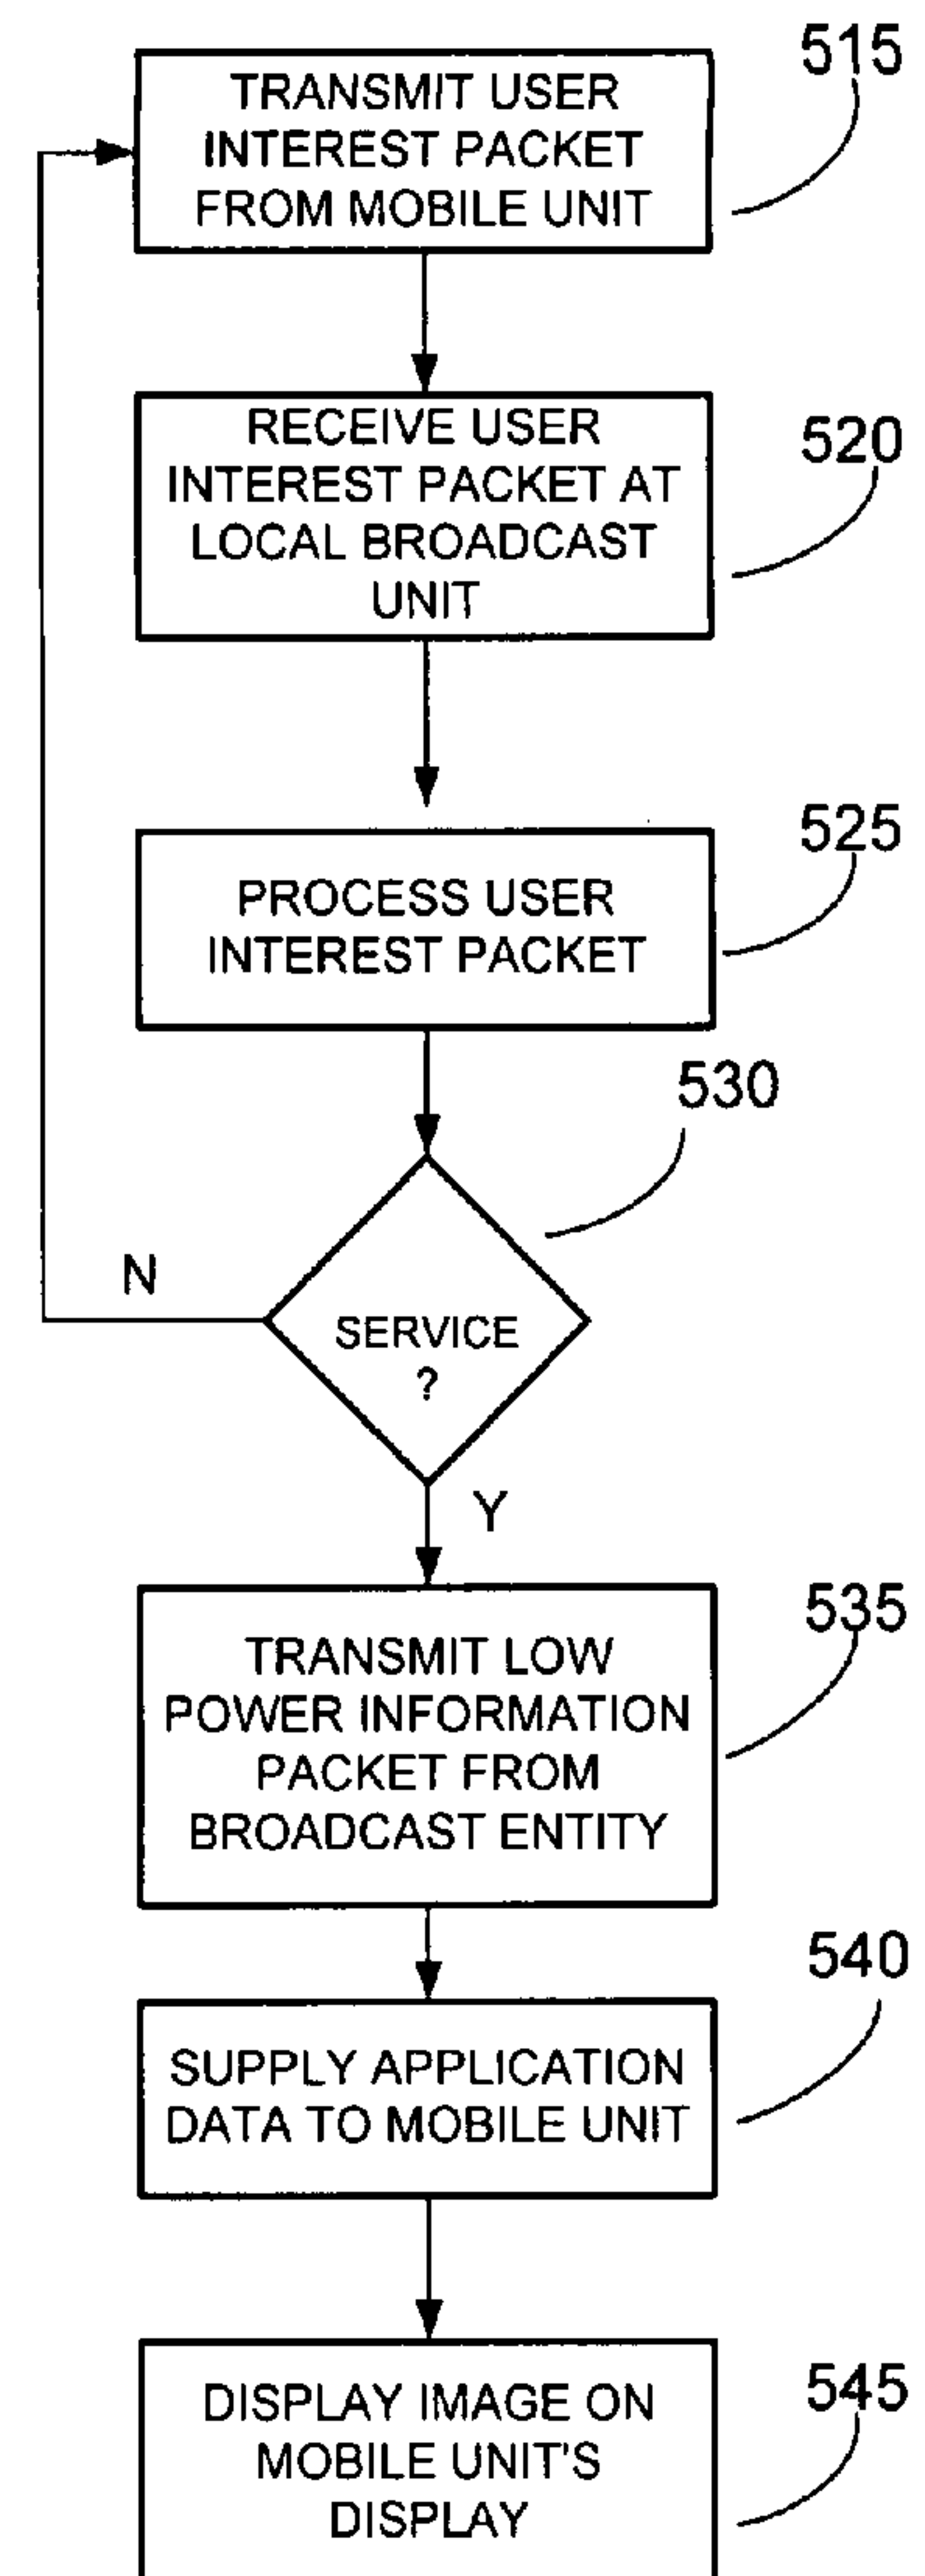 515
TRANSMIT USER
INTEREST PACKET
FROM MOBILE UNIT
520
RECEIVE USER
INTEREST PACKET AT
LOCAL BROADCAST
UNIT
525
PROCESS USER
INTEREST PACKET
530
N
SERVICE
?
Y
535
TRANSMIT LOW
POWER INFORMATION
PACKET FROM
BROADCAST ENTITY
540
SUPPLY APPLICATION
DATA TO MOBILE UNIT
545
DISPLAY IMAGE ON
MOBILE UNIT'S
DISPLAY